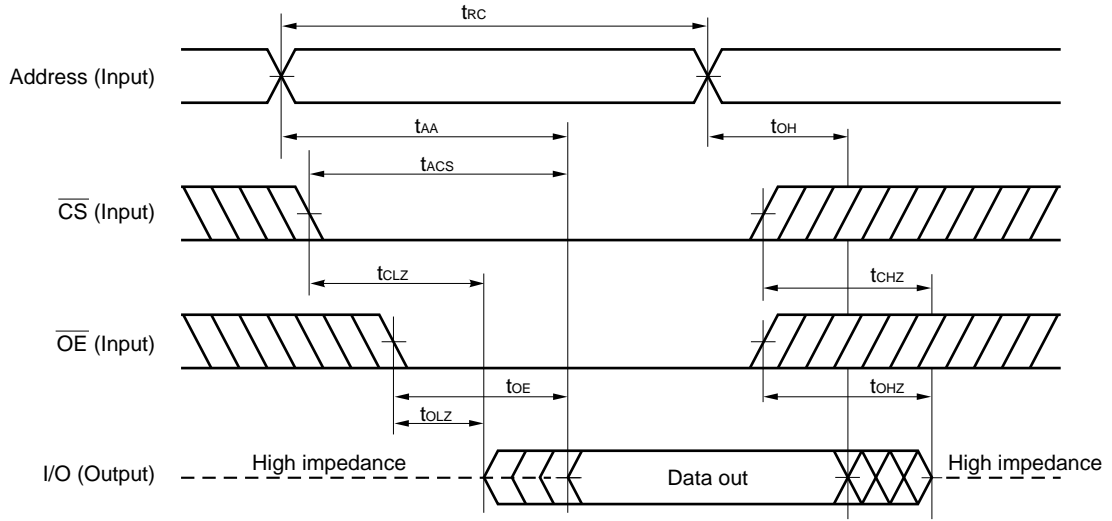 tRC
Address (Input)
tAA
tOH
tACS
CS (Input)
tCLZ
tCHZ
OE (Input)
tOE
tOHZ
tOLZ
High impedance
I/O (Output)
Data out
High impedance